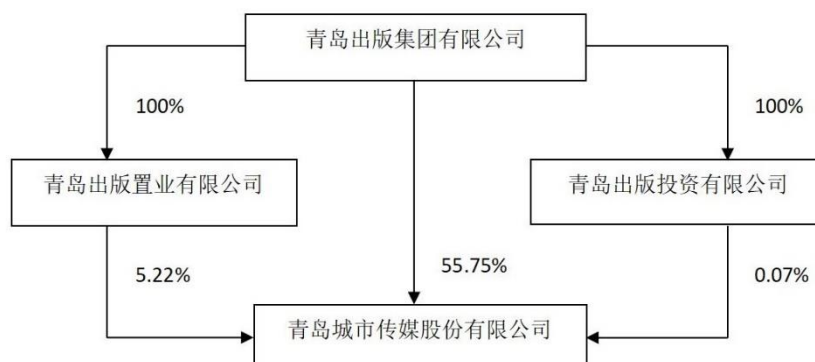 青岛出版集团有限公司
100%
100%
青岛出版置业有限公司
青岛出版投资有限公司
5.22%
55.75%
0.07%
青岛城市传媒股份有限公司